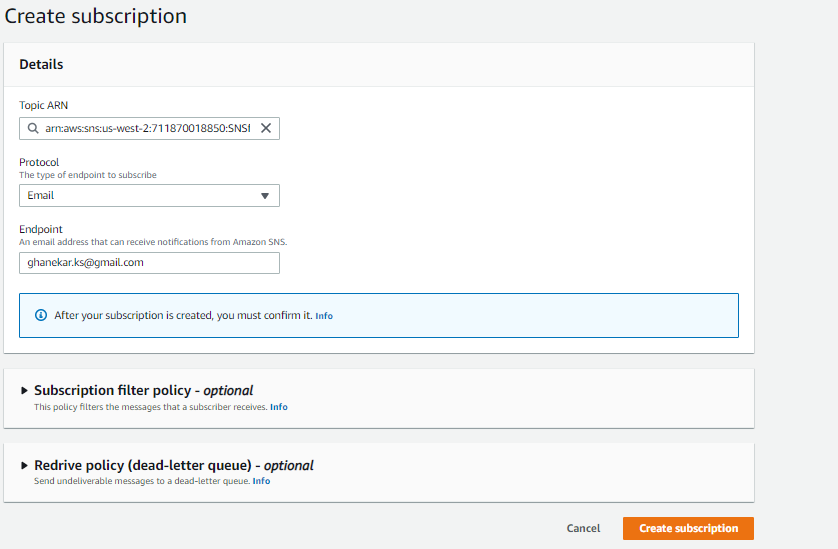 Create subscription
Details
Topic ARN
arn:aws:sns:us-west-2:711870018850:SNSf
Protocol
The type of endpoint to subscribe
Email
Endpoint
An email address that can receive notifications from Amazon SNS.
ghanekar.ks@gmail.com
After your subscription is created, you must confirm it. Info
Subscription filter policy - optional
This policy filters the messages that a subscriber receives. Info
Redrive policy (dead-letter queue) - optional
Send undeliverable messages to a dead-letter queue. Info
Cancel Create subscription